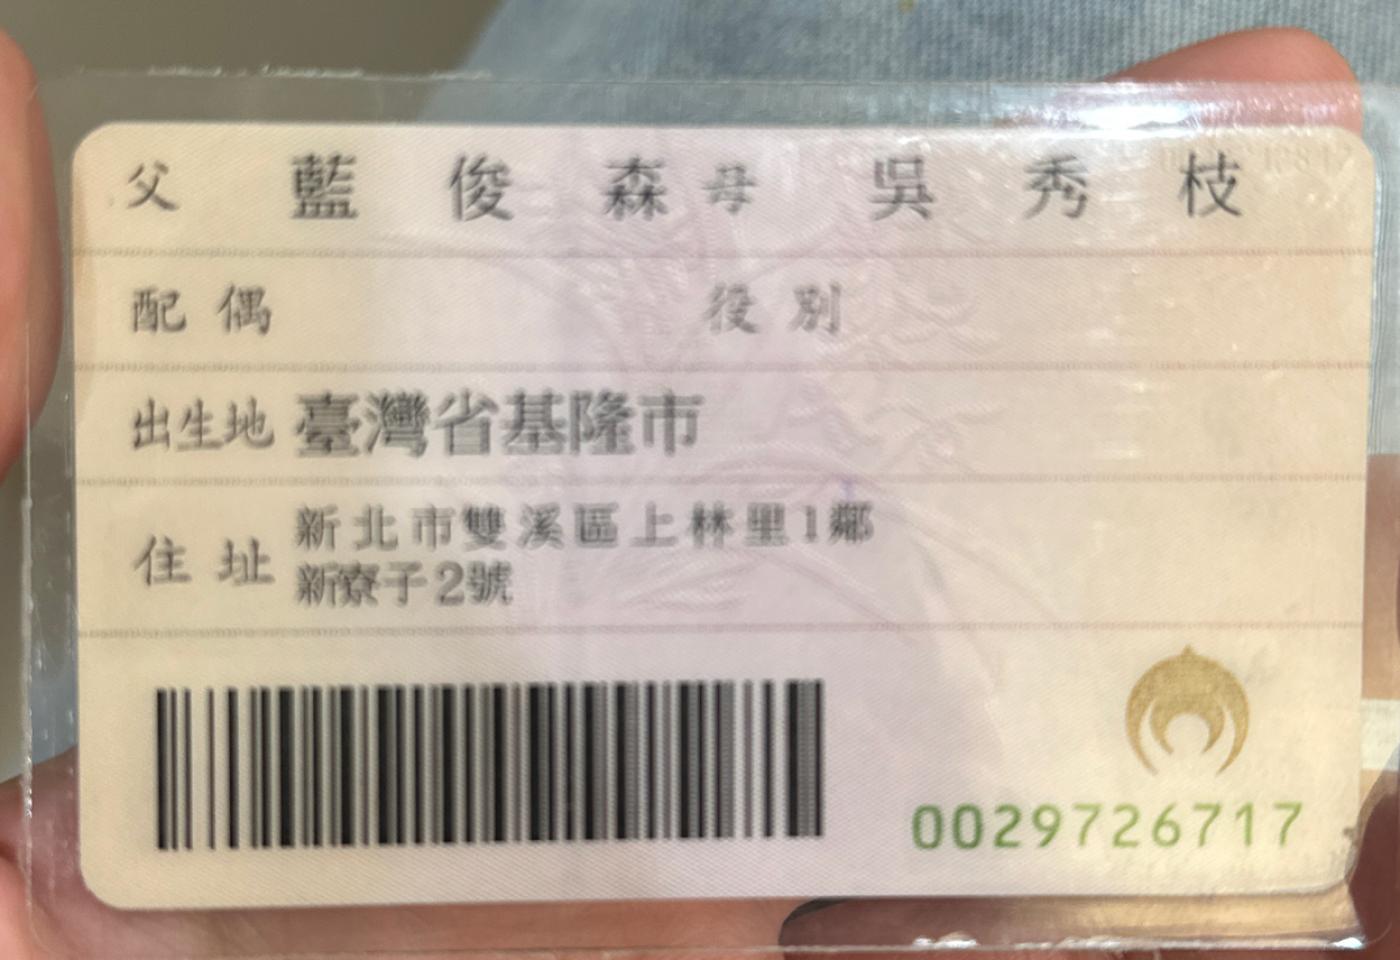 父 藍俊森 母 吳秀枝
配偶 役別
出生地 臺灣省基隆市
住址 新北市雙溪區上林里1鄰
新寮子2號
0029726717